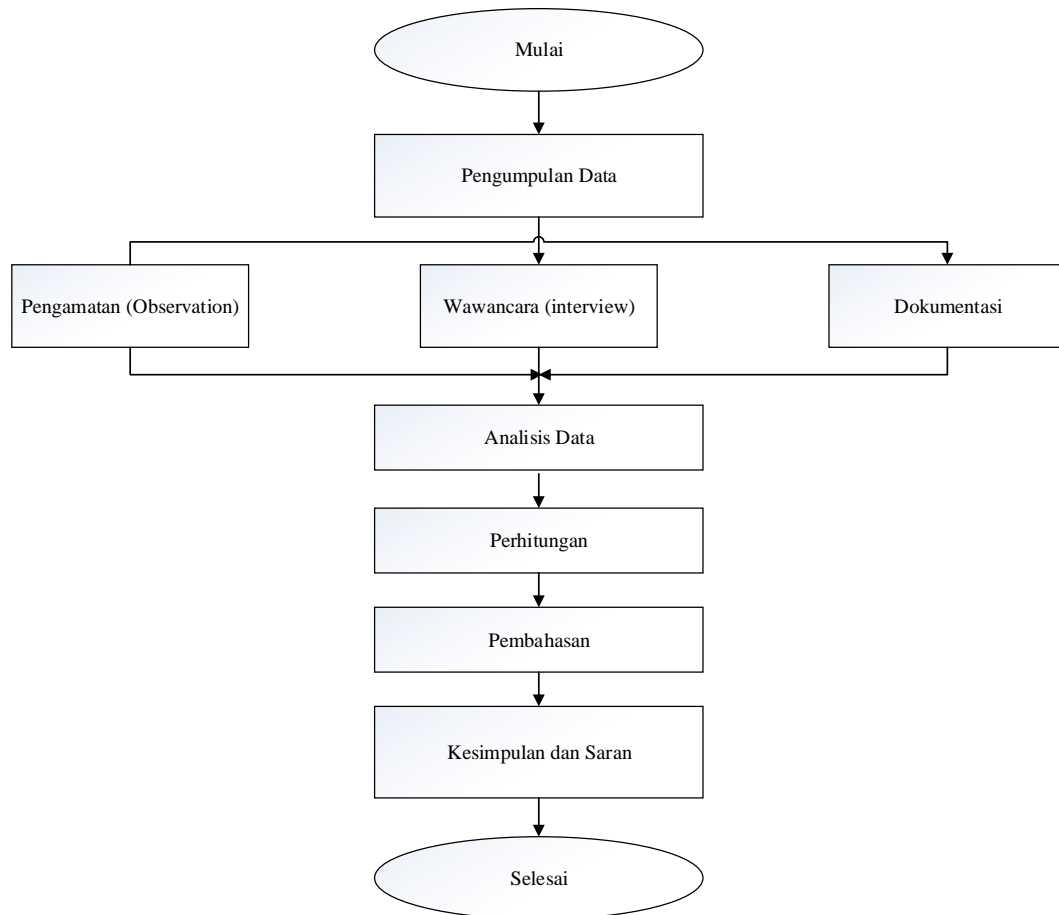 Mulai
Pengumpulan Data
Pengamatan (Observation)
Wawancara (interview)
Dokumentasi
Analisis Data
Perhitungan
Pembahasan
Kesimpulan dan Saran
Selesai